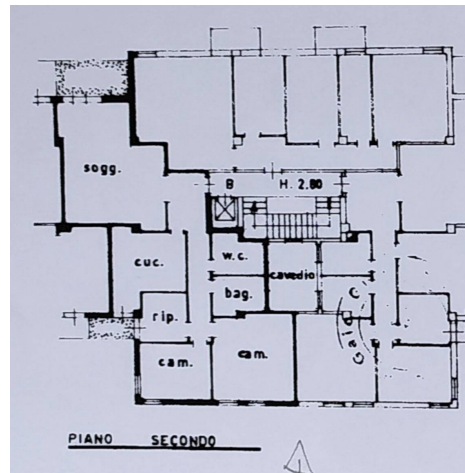 sogg.
B H. 2.80
cuc.
w.c.
cavedio
bag.
rip.
cam.
cam.
PIANO SECONDO